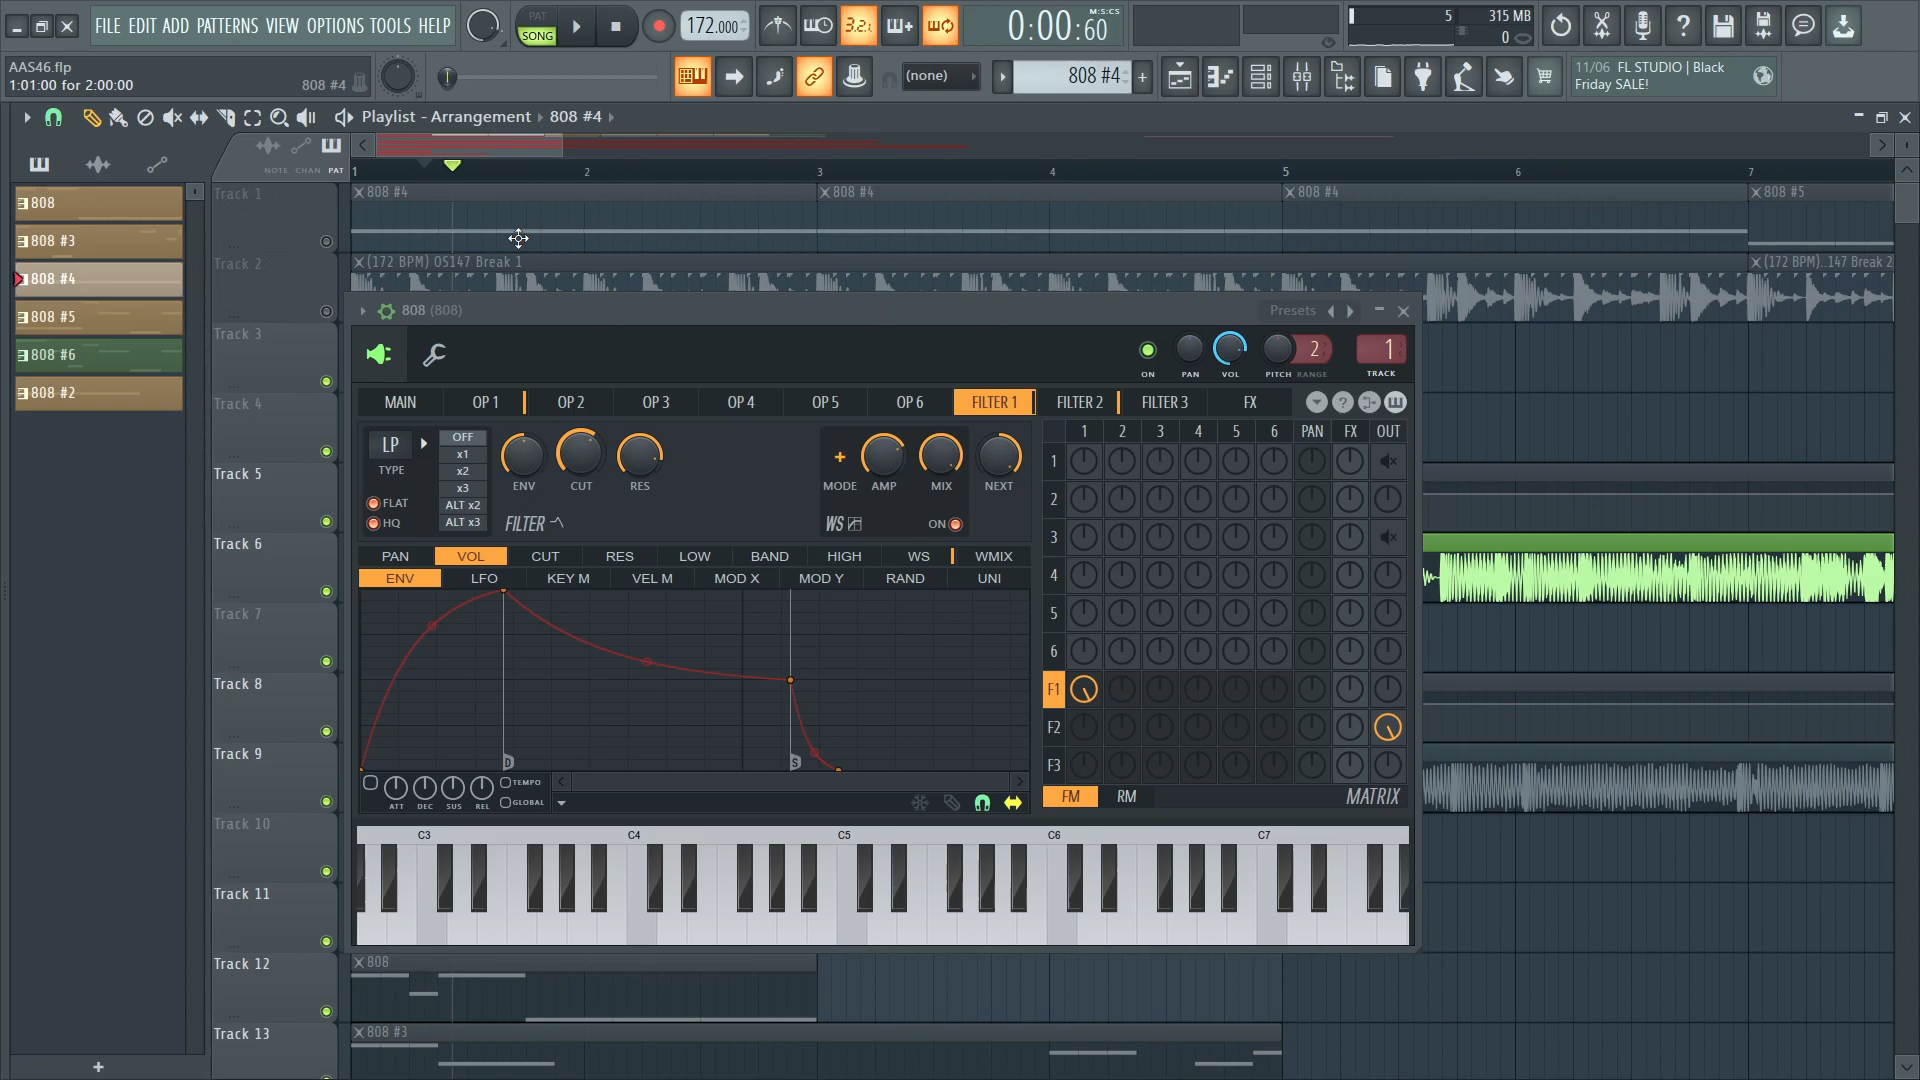 FILE EDIT ADD PATTERNS VIEW OPTIONS TOOLS HELP
PAT
SONG
172.000
3.2.
0:00:60
M:S:CS
5
315 MB
0
AAS46.flp
1:01:00 for 2:00:00
808 #4
(none)
808 #4
11/06 FL STUDIO | Black
Friday SALE!
Playlist - Arrangement 808 #4
NOTE CHAN PAT
1 2 3 4 5 6 7
808
808 #3
808 #4
808 #5
808 #6
808 #2
Track 1
808 #4
808 #4
808 #4
808 #5
Track 2
(172 BPM) OS147 Break 1
(172 BPM)..147 Break 2
Track 3
Track 4
Track 5
Track 6
Track 7
Track 8
Track 9
Track 10
Track 11
Track 12
808
Track 13
808 #3
808 (808)
Presets
ON PAN VOL PITCH RANGE TRACK
2
1
MAIN OP 1 OP 2 OP 3 OP 4 OP 5 OP 6 FILTER 1 FILTER 2 FILTER 3 FX
LP
TYPE
FLAT
HQ
OFF
x1
x2
x3
ALT x2
ALT x3
ENV CUT RES
FILTER
MODE AMP MIX NEXT
WS
ON
PAN VOL CUT RES LOW BAND HIGH WS WMIX
ENV LFO KEY M VEL M MOD X MOD Y RAND UNI
D
S
ATT DEC SUS REL
TEMPO
GLOBAL
1 2 3 4 5 6 PAN FX OUT
1
2
3
4
5
6
F1
F2
F3
FM RM MATRIX
C3 C4 C5 C6 C7